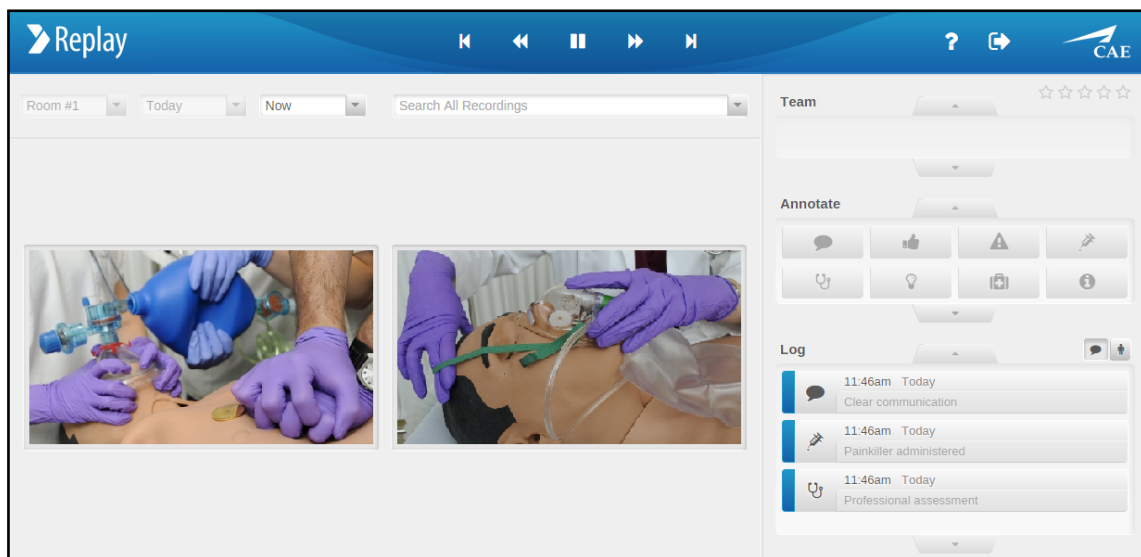 Replay
?
CAE
Room #1
Today
Now
Search All Recordings
Team
Annotate
Log
11:46am Today
Clear communication
11:46am Today
Painkiller administered
11:46am Today
Professional assessment